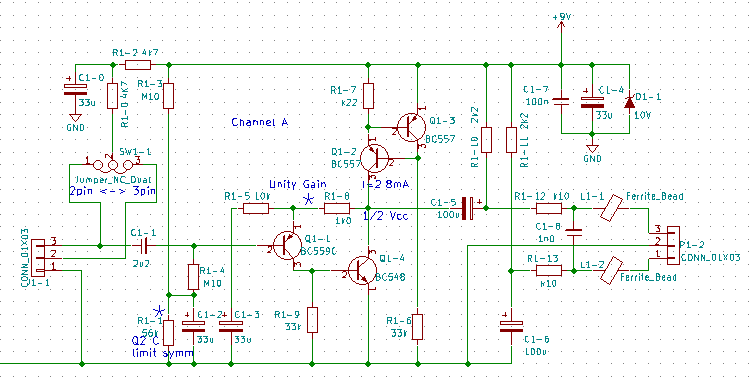 +9V
R1-2 4K7
C1-0
33u
GND
R1-0 4K7
R1-3
M10
Channel A
R1-7
k22
Q1-3
BC557
Q1-2
BC557
I=2 8mA
R1-L0 2k2
R1-LL 2k2
C1-7
100n
C1-4
33u
D1-1
10V
GND
SW1-1
1
2
3
Jumper_NC_Dual
2pin <-> 3pin
Unity Gain
R1-5 10k
R1-8
1k0
1/2 Vcc
C1-5
100u
R1-12 k10
L1-1
Ferrite_Bead
C1-8
1n0
CONN_01X03
J1-1
3
2
1
C1-1
2u2
Q1-L
BC559C
Q1-4
BC548
R1-4
M10
R1-13
k10
L1-2
Ferrite_Bead
3
2
1
P1-2
CONN_01X03
R1-1
56k
Q2 C
limit symm
C1-2
33u
C1-3
33u
R1-9
33k
R1-6
33k
C1-6
100u